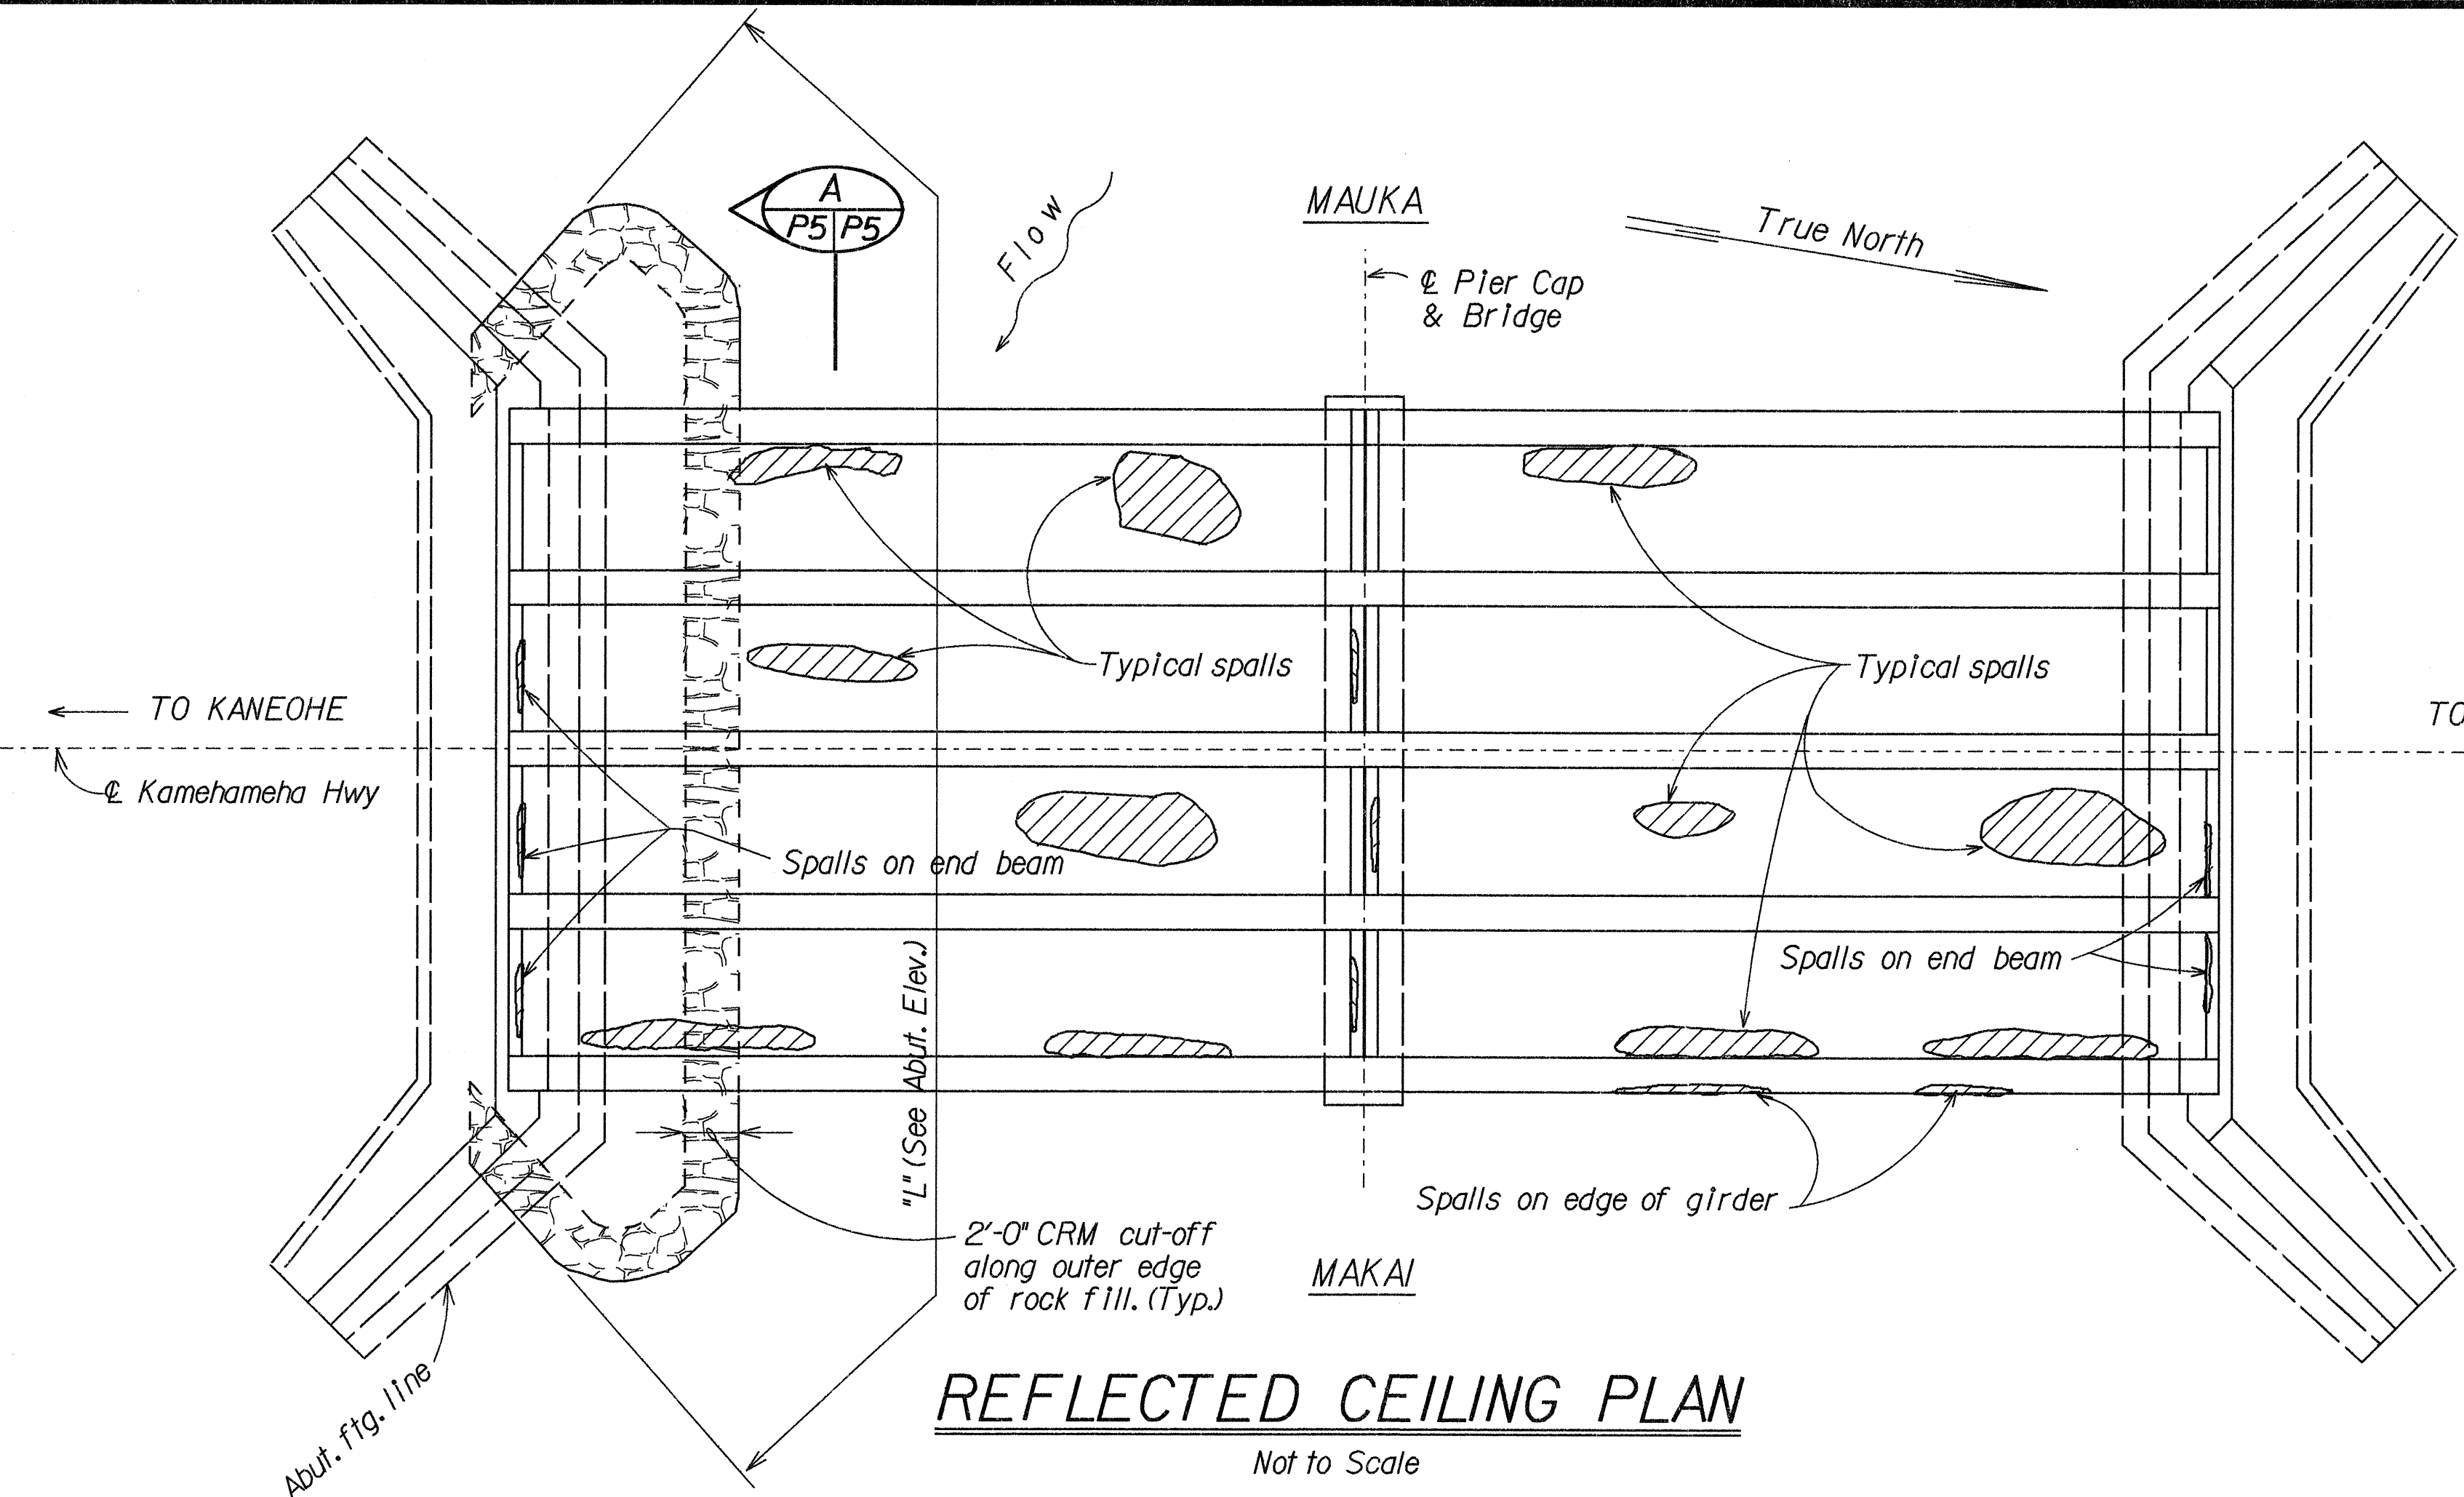 A
P5 P5
Flow
MAUKA
True North
℄ Pier Cap
& Bridge
Typical spalls
Typical spalls
TO KANEOHE
TO
℄ Kamehameha Hwy
Spalls on end beam
Spalls on end beam
"L" (See Abut. Elev.)
Spalls on edge of girder
2'-0" CRM cut-off
along outer edge
of rock fill. (Typ.)
MAKAI
Abut. ftg. line
REFLECTED CEILING PLAN
Not to Scale